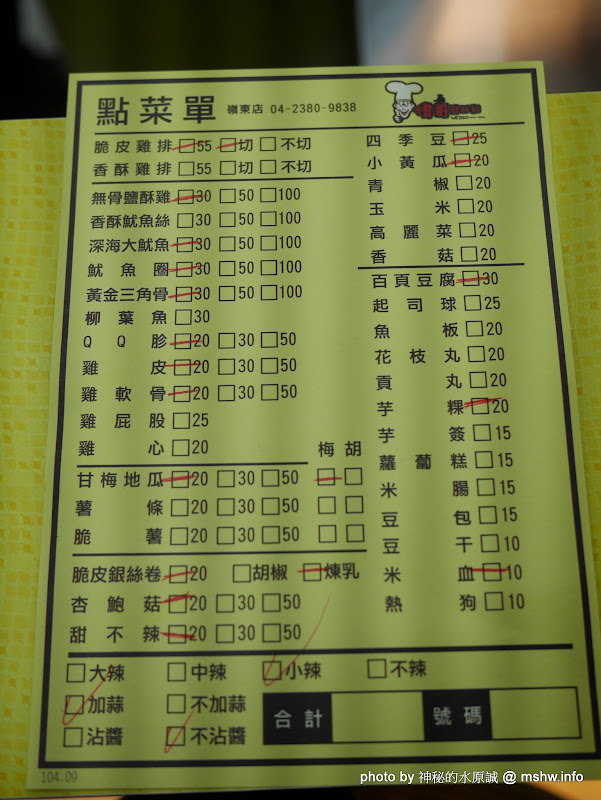 點菜單 嶺東店 04-2380-9838
脆皮雞排 □55 □切 □不切
香酥雞排 □55 □切 □不切
無骨鹽酥雞 □30 □50 □100
香酥魷魚絲 □30 □50 □100
深海大魷魚 □30 □50 □100
魷魚圈 □30 □50 □100
黃金三角骨 □30 □50 □100
柳葉魚 □30
QQ胗 □20 □30 □50
雞皮 □20 □30 □50
雞軟骨 □20 □30 □50
雞屁股 □25
雞心 □20
梅 胡
甘梅地瓜 □20 □30 □50 □ □
薯條 □20 □30 □50 □ □
脆薯 □20 □30 □50 □ □
脆皮銀絲卷 □20 □胡椒 □煉乳
杏鮑菇 □20 □30 □50
甜不辣 □20 □30 □50
四季豆 □25
小黃瓜 □20
青椒 □20
玉米 □20
高麗菜 □20
香菇 □20
百頁豆腐 □30
起司球 □25
魚板 □20
花枝丸 □20
貢丸 □20
芋粿 □20
芋簽 □15
蘿蔔糕 □15
米腸 □15
豆包 □15
豆干 □10
米血 □10
熱狗 □10
□大辣 □中辣 □小辣 □不辣
□加蒜 □不加蒜
□沾醬 □不沾醬
合計 號碼
104.09
photo by 神秘的水原誠 @ mshw.info